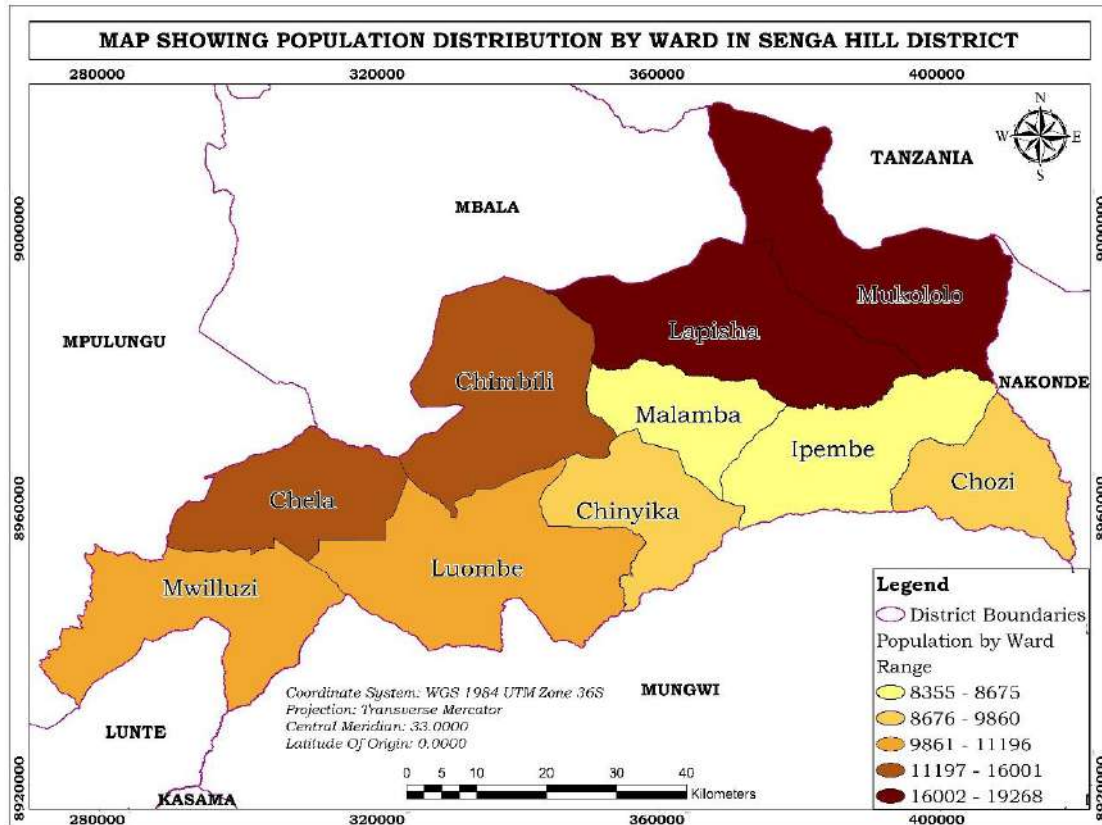 MAP SHOWING POPULATION DISTRIBUTION BY WARD IN SENGA HILL DISTRICT
280000 320000 360000 400000
N
W E
S
TANZANIA
MBALA
9000000 9000000
Mukololo
Lapisha
MPULUNGU
Chimbili
NAKONDE
Malamba
Ipembe
Chozi
Chela
Chinyika
8960000 8960000
Luombe
Mwilluzi
Legend
District Boundaries
Population by Ward
Range
8355 - 8675
8676 - 9860
9861 - 11196
11197 - 16001
16002 - 19268
MUNGWI
Coordinate System: WGS 1984 UTM Zone 36S
Projection: Transverse Mercator
Central Meridian: 33.0000
Latitude Of Origin: 0.0000
LUNTE
KASAMA
0 5 10 20 30 40
Kilometers
8920000 8920000
280000 320000 360000 400000